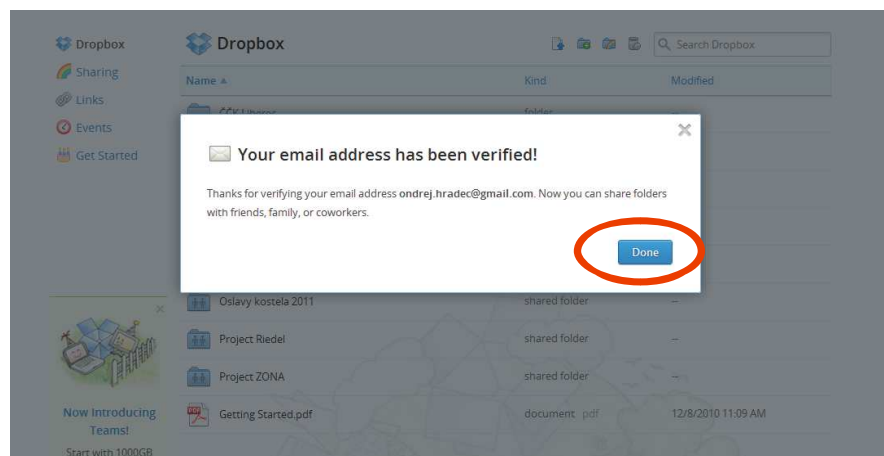 Dropbox
Sharing
Links
Events
Get Started
Dropbox
Search Dropbox
Name
Kind
Modified
ČČK Liberec
folder
Your email address has been verified!
Thanks for verifying your email address ondrej.hradec@gmail.com. Now you can share folders
with friends, family, or coworkers.
Done
Oslavy kostela 2011
shared folder
--
Project Riedel
shared folder
--
Project ZONA
shared folder
--
Getting Started.pdf
document pdf
12/8/2010 11:09 AM
Now Introducing
Teams!
Start with 1000GB